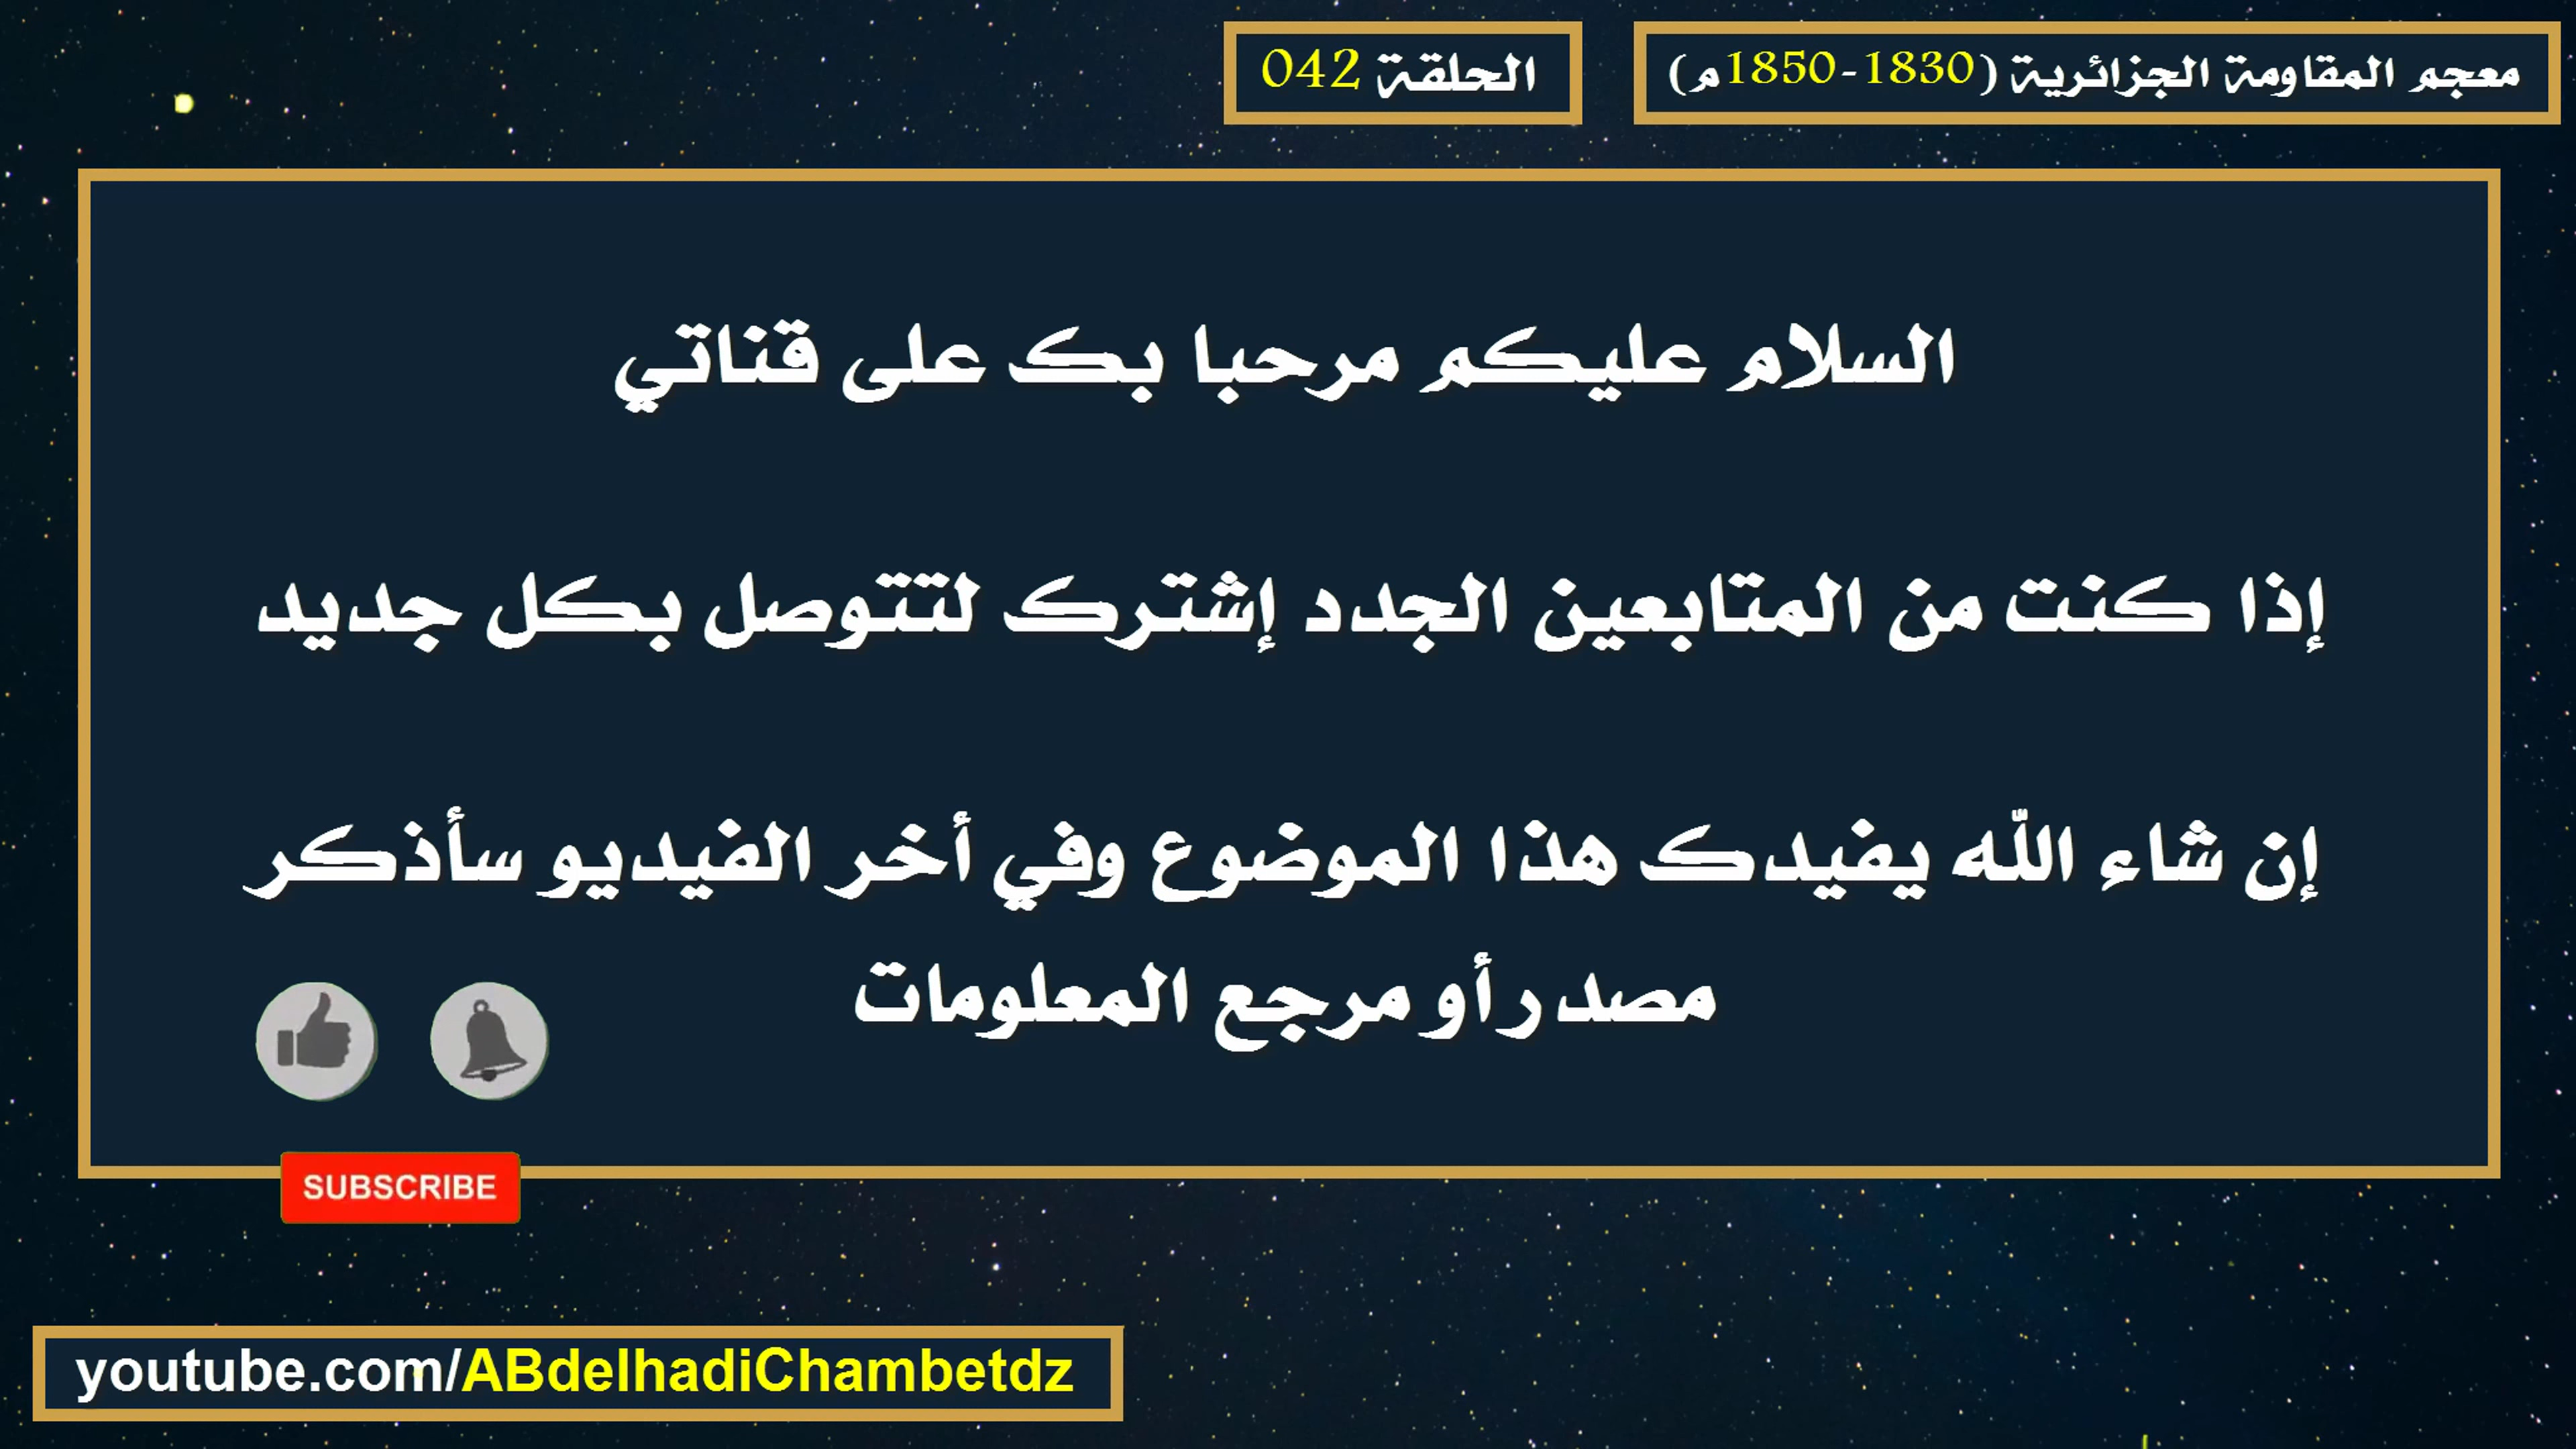 معجم المقاومة الجزائرية (1830-1850م)
الحلقة 042
السلام عليكم مرحبا بك على قناتي
إذا كنت من المتابعين الجدد إشترك لتتوصل بكل جديد
إن شاء الله يفيدك هذا الموضوع وفي أخر الفيديو سأذكر
مصدر أو مرجع المعلومات
SUBSCRIBE
youtube.com/ABdelhadiChambetdz